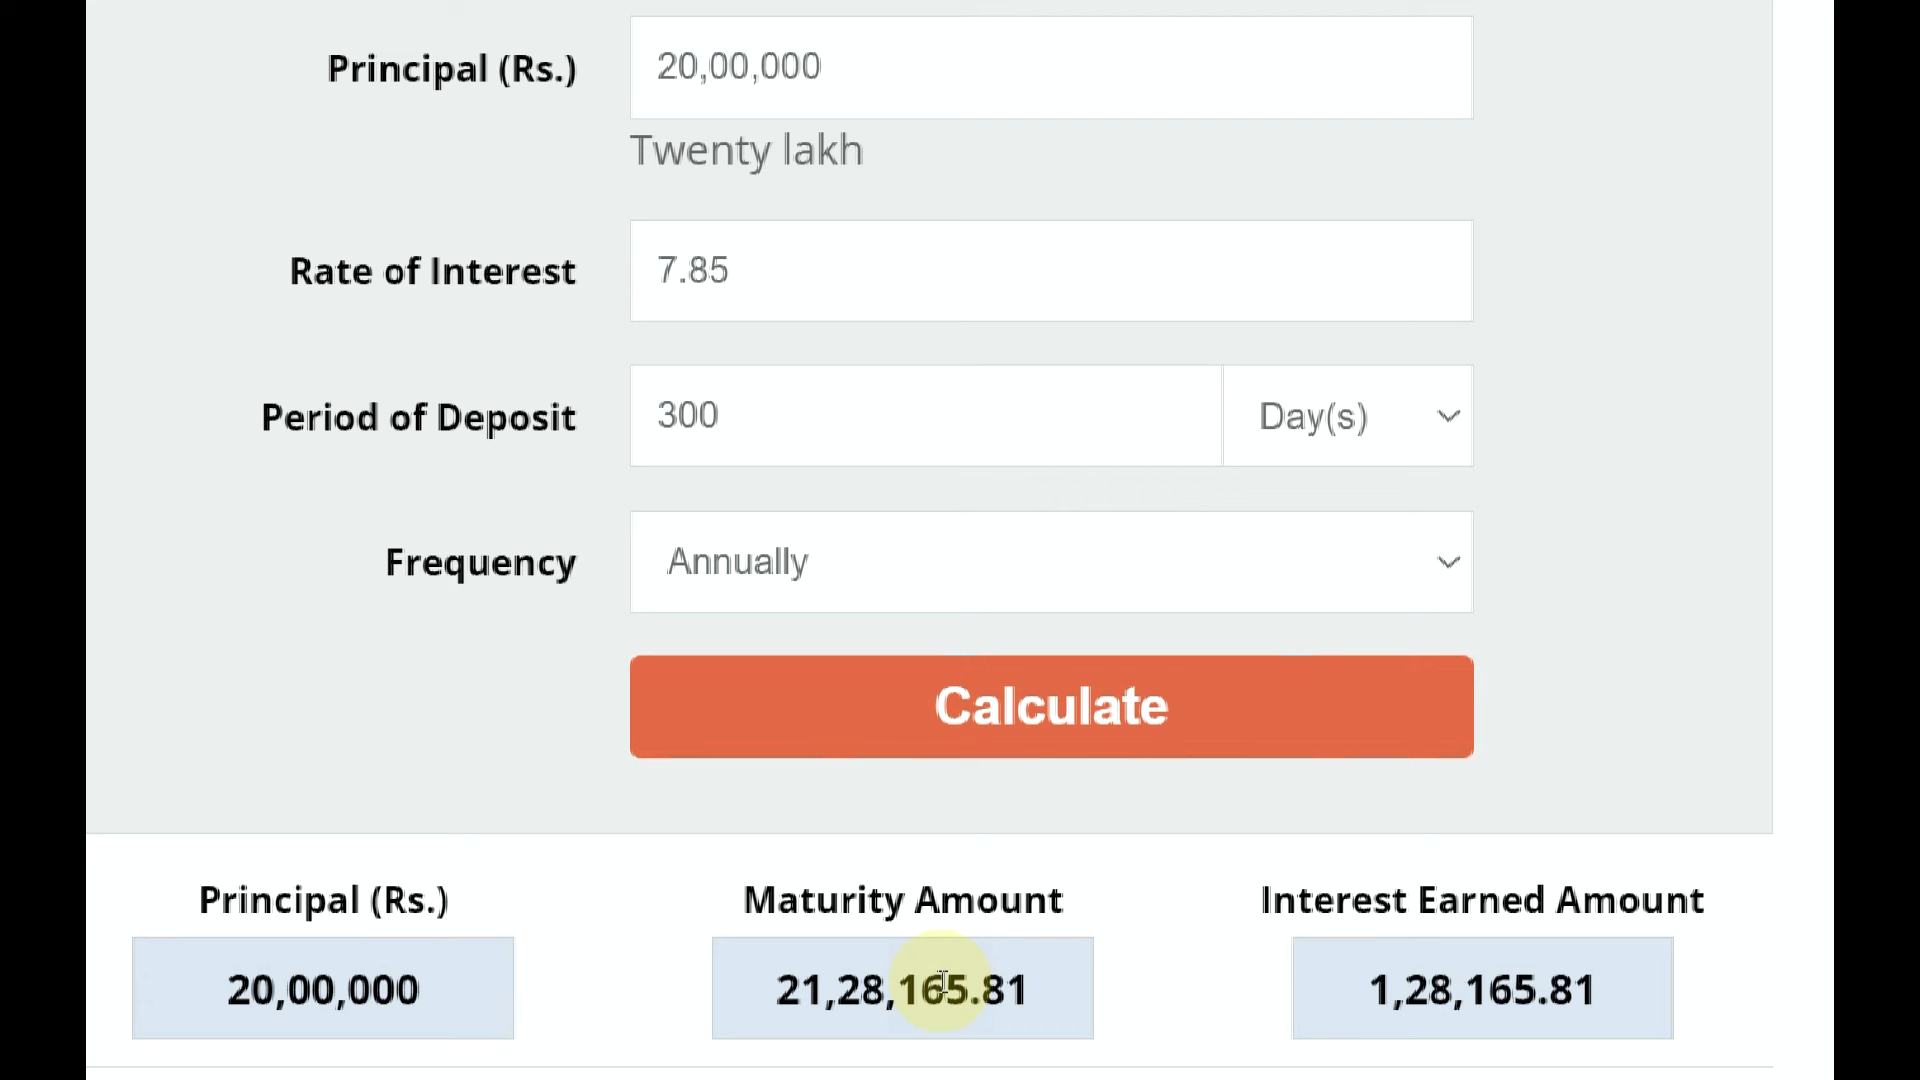 Principal (Rs.) 20,00,000
Twenty lakh
Rate of Interest 7.85
Period of Deposit 300 Day(s)
Frequency Annually
Calculate
Principal (Rs.) Maturity Amount Interest Earned Amount
20,00,000 21,28,165.81 1,28,165.81